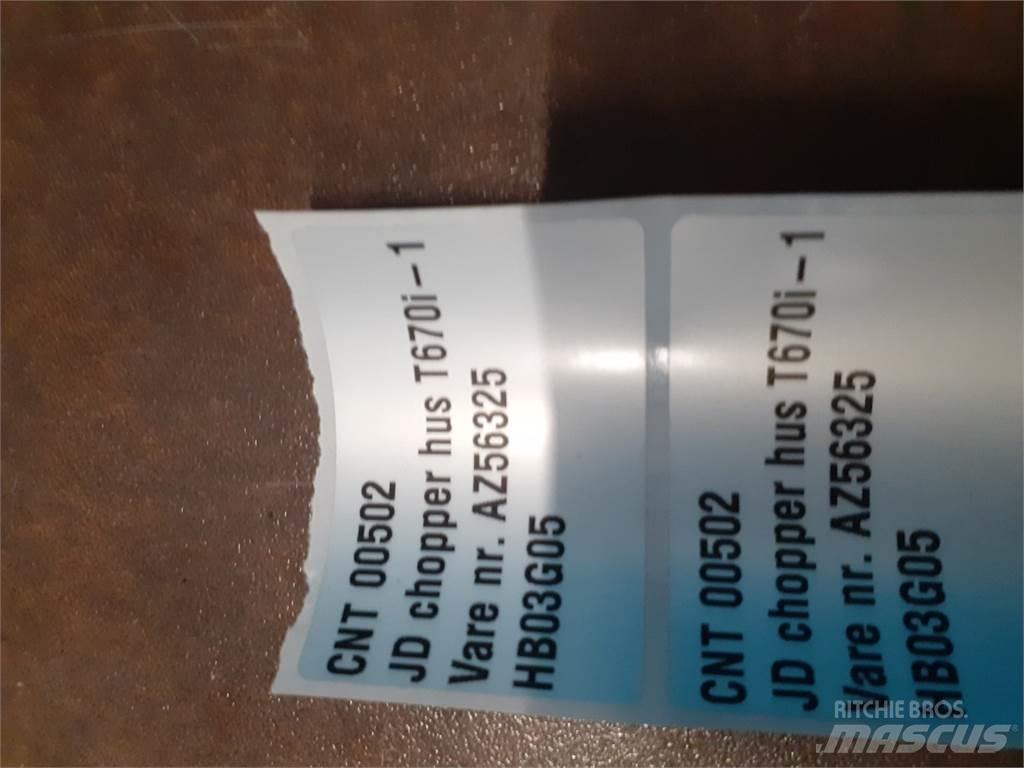 CNT 00502
JD chopper hus T670i-1
Vare nr. AZ56325
HB03G05
CNT 00502
JD chopper hus T670i-1
Vare nr. AZ56325
HB03G05
RITCHIE BROS.
MASCUS